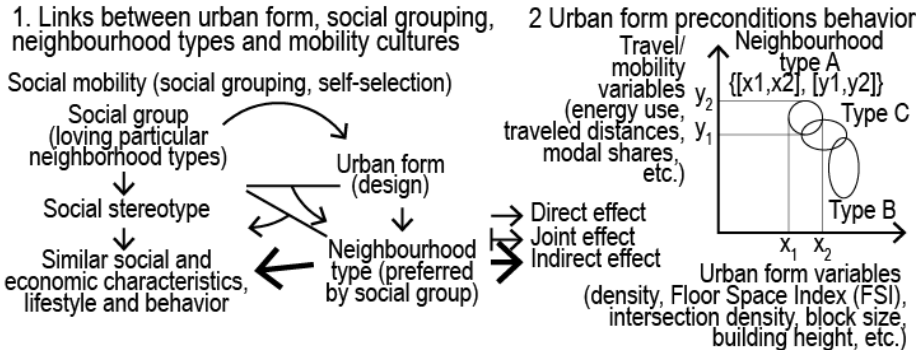 1. Links between urban form, social grouping,
neighbourhood types and mobility cultures
Social mobility (social grouping, self-selection)
Social group
(loving particular
neighborhood types)
Social stereotype
Similar social and
economic characteristics,
lifestyle and behavior
Urban form
(design)
Neighbourhood
type (preferred
by social group)
Direct effect
Joint effect
Indirect effect
2 Urban form preconditions behavior
Travel/
mobility
variables
(energy use,
traveled distances,
modal shares,
etc.)
y2
y1
Neighbourhood
type A
{[x1,x2], [y1,y2]}
Type C
Type B
x1
x2
Urban form variables
(density, Floor Space Index (FSI),
intersection density, block size,
building height, etc.)